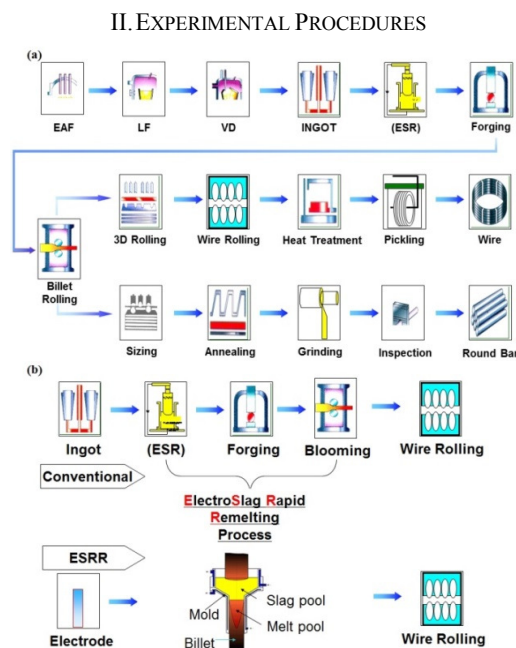 II. EXPERIMENTAL PROCEDURES
(a)
EAF LF VD INGOT (ESR) Forging
3D Rolling Wire Rolling Heat Treatment Pickling Wire
Billet
Rolling
Sizing Annealing Grinding Inspection Round Bar
(b)
Ingot (ESR) Forging Blooming Wire Rolling
Conventional
ElectroSlag Rapid
Remelting
Process
ESRR
Mold Slag pool
Melt pool
Electrode Billet Wire Rolling